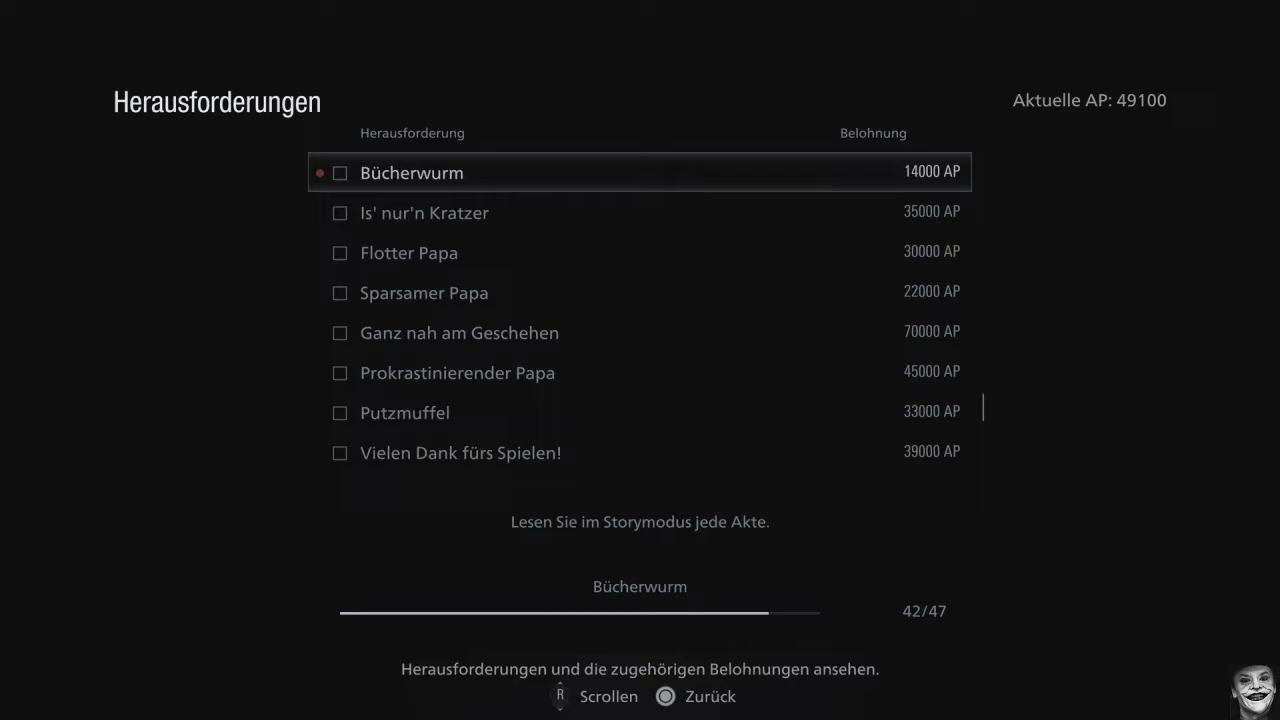 Herausforderungen
Aktuelle AP: 49100
Herausforderung Belohnung
Bücherwurm 14000 AP
Is' nur'n Kratzer 35000 AP
Flotter Papa 30000 AP
Sparsamer Papa 22000 AP
Ganz nah am Geschehen 70000 AP
Prokrastinierender Papa 45000 AP
Putzmuffel 33000 AP
Vielen Dank fürs Spielen! 39000 AP
Lesen Sie im Storymodus jede Akte.
Bücherwurm
42/47
Herausforderungen und die zugehörigen Belohnungen ansehen.
R Scrollen Zurück